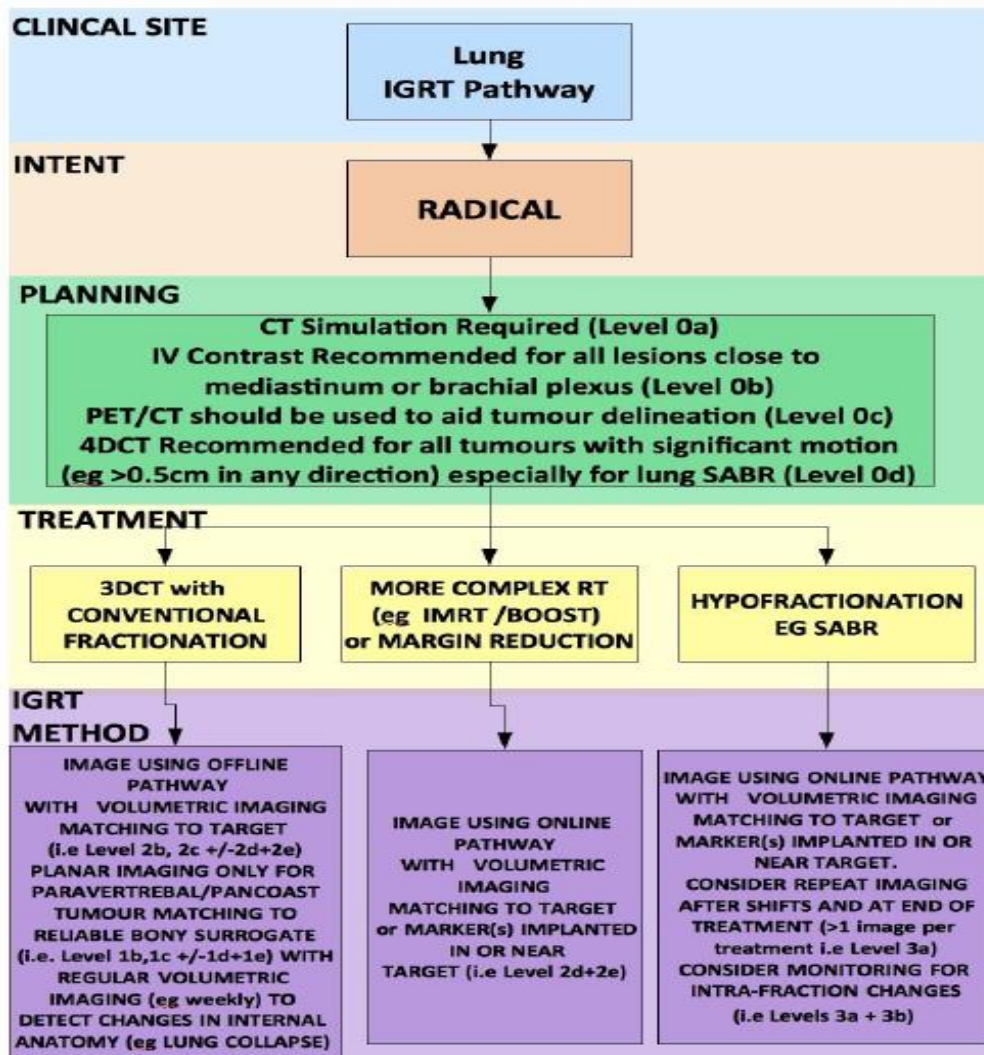 CLINCAL SITE
Lung
IGRT Pathway
INTENT
RADICAL
PLANNING
CT Simulation Required (Level 0a)
IV Contrast Recommended for all lesions close to
mediastinum or brachial plexus (Level 0b)
PET/CT should be used to aid tumour delineation (Level 0c)
4DCT Recommended for all tumours with significant motion
(eg >0.5cm in any direction) especially for lung SABR (Level 0d)
TREATMENT
3DCT with
CONVENTIONAL
FRACTIONATION
MORE COMPLEX RT
(eg IMRT /BOOST)
or MARGIN REDUCTION
HYPOFRACTIONATION
EG SABR
IGRT
METHOD
IMAGE USING OFFLINE
PATHWAY
WITH VOLUMETRIC IMAGING
MATCHING TO TARGET
(i.e Level 2b, 2c +/-2d+2e)
PLANAR IMAGING ONLY FOR
PARAVERTREBAL/PANCOAST
TUMOUR MATCHING TO
RELIABLE BONY SURROGATE
(i.e. Level 1b,1c +/-1d+1e) WITH
REGULAR VOLUMETRIC
IMAGING (eg weekly) TO
DETECT CHANGES IN INTERNAL
ANATOMY (eg LUNG COLLAPSE)
IMAGE USING ONLINE
PATHWAY
WITH VOLUMETRIC
IMAGING
MATCHING TO TARGET
or MARKER(s) IMPLANTED
IN OR NEAR
TARGET (i.e Level 2d+2e)
IMAGE USING ONLINE PATHWAY
WITH VOLUMETRIC IMAGING
MATCHING TO TARGET or
MARKER(s) IMPLANTED IN OR
NEAR TARGET.
CONSIDER REPEAT IMAGING
AFTER SHIFTS AND AT END OF
TREATMENT (>1 image per
treatment i.e Level 3a)
CONSIDER MONITORING FOR
INTRA-FRACTION CHANGES
(i.e Levels 3a + 3b)